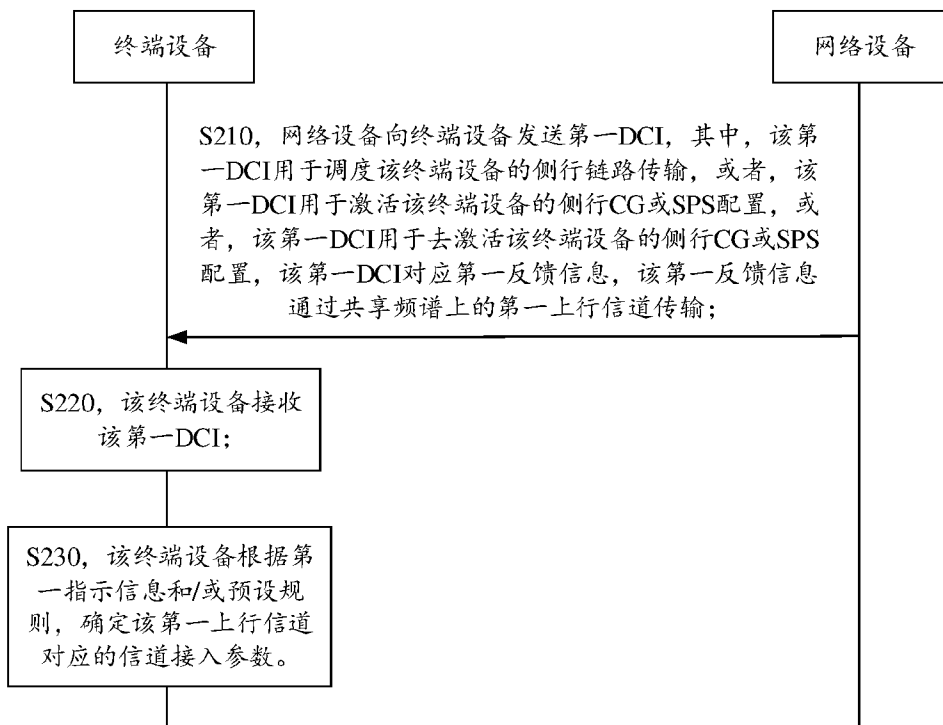 终端设备
网络设备
S210，网络设备向终端设备发送第一DCI，其中，该第
一DCI用于调度该终端设备的侧行链路传输，或者，该
第一DCI用于激活该终端设备的侧行CG或SPS配置，或
者，该第一DCI用于去激活该终端设备的侧行CG或SPS
配置，该第一DCI对应第一反馈信息，该第一反馈信息
通过共享频谱上的第一上行信道传输；
S220，该终端设备接收
该第一DCI；
S230，该终端设备根据第
一指示信息和/或预设规
则，确定该第一上行信道
对应的信道接入参数。